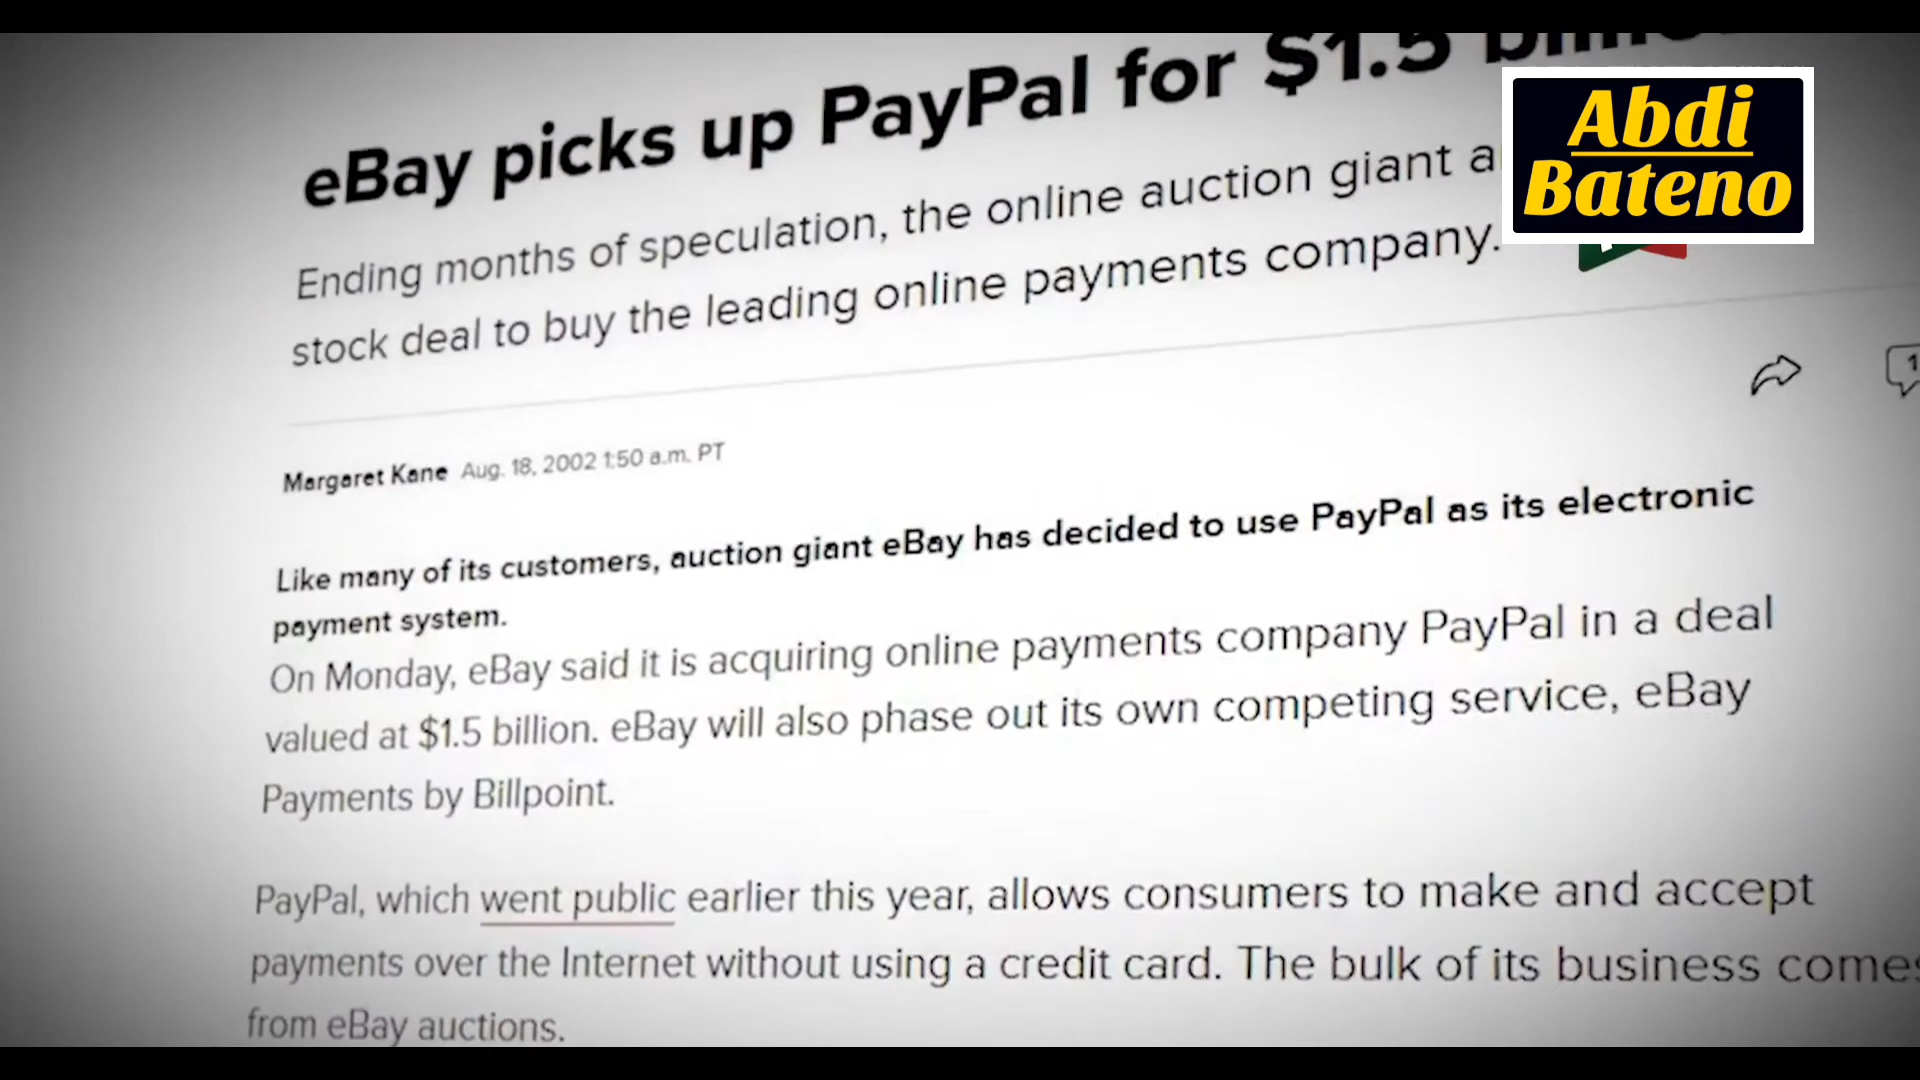 eBay picks up PayPal for $1.5
Abdi
Bateno
Ending months of speculation, the online auction giant
stock deal to buy the leading online payments company.
1
Margaret Kane Aug. 18, 2002 1:50 a.m. PT
Like many of its customers, auction giant eBay has decided to use PayPal as its electronic
payment system.
On Monday, eBay said it is acquiring online payments company PayPal in a deal
valued at $1.5 billion. eBay will also phase out its own competing service, eBay
Payments by Billpoint.
PayPal, which went public earlier this year, allows consumers to make and accept
payments over the Internet without using a credit card. The bulk of its business comes
from eBay auctions.